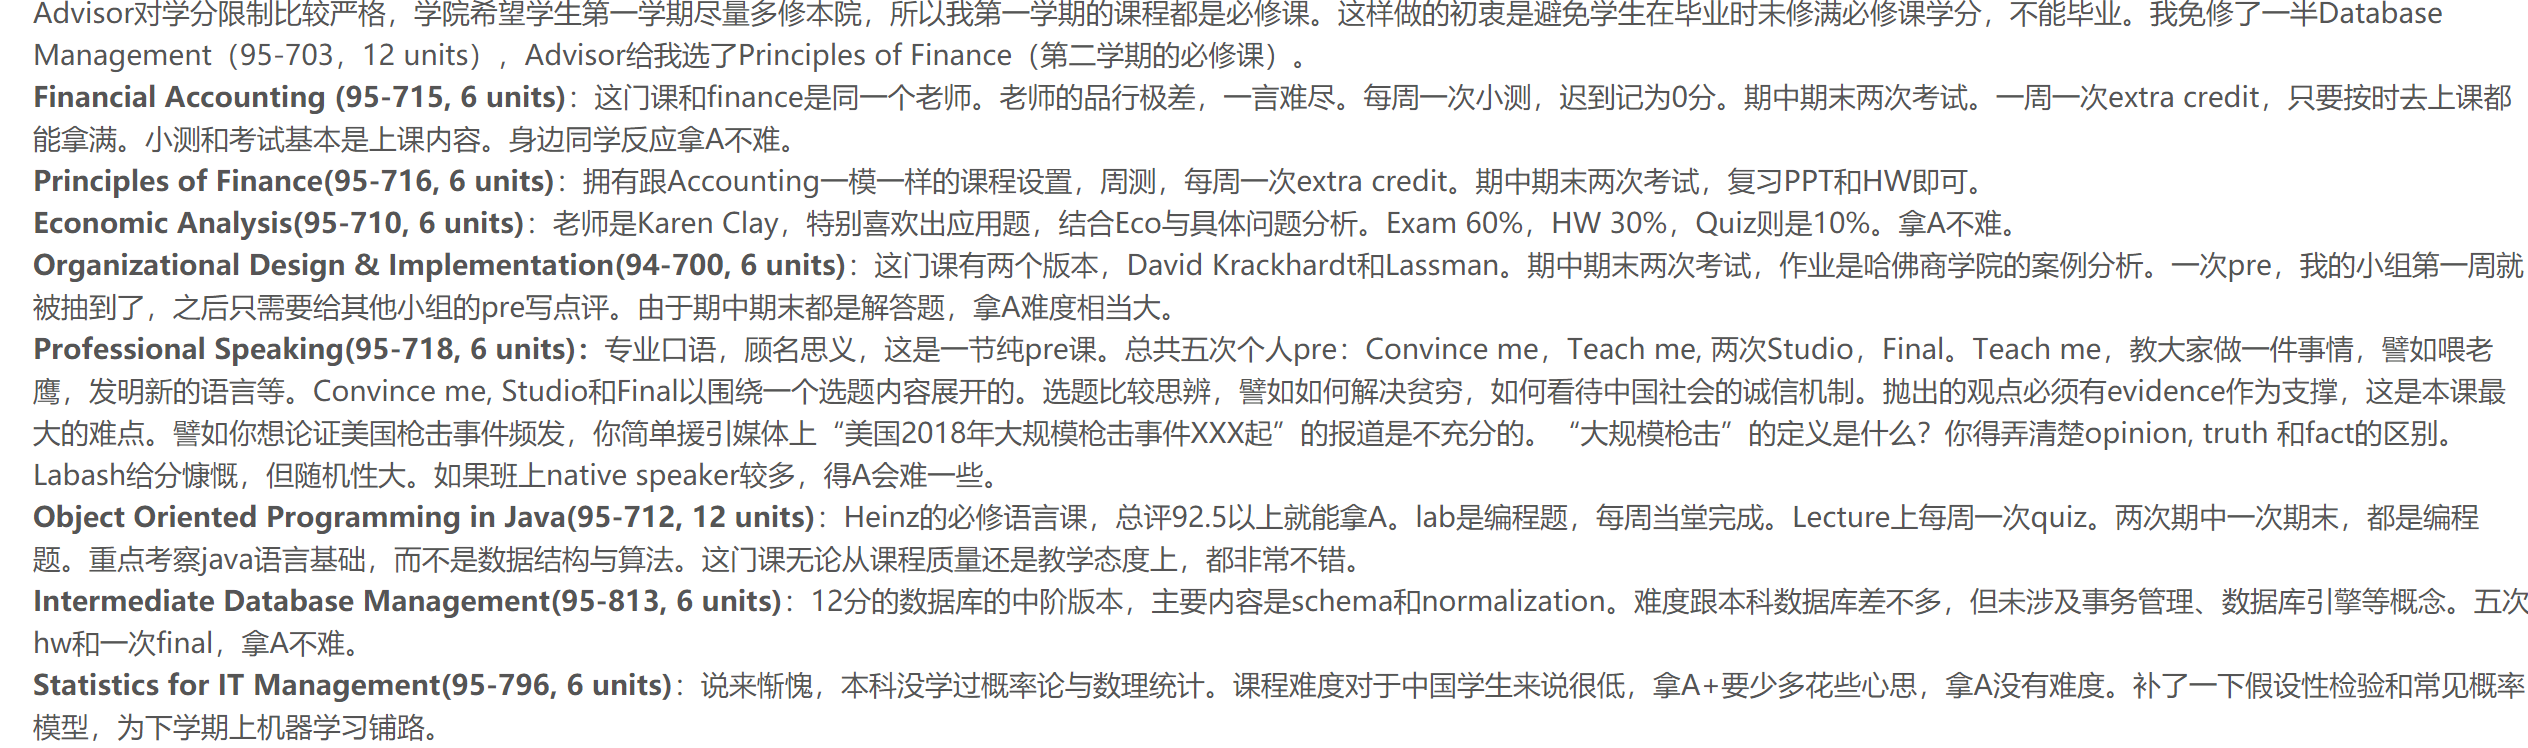 Advisor对学分限制比较严格，学院希望学生第一学期尽量多修本院，所以我第一学期的课程都是必修课。这样做的初衷是避免学生在毕业时未修满必修课学分，不能毕业。我免修了一半Database
Management（95-703，12 units），Advisor给我选了Principles of Finance（第二学期的必修课）。
Financial Accounting (95-715, 6 units)：这门课和finance是同一个老师。老师的品行极差，一言难尽。每周一次小测，迟到记为0分。期中期末两次考试。一周一次extra credit，只要按时去上课都
能拿满。小测和考试基本是上课内容。身边同学反应拿A不难。
Principles of Finance(95-716, 6 units)：拥有跟Accounting一模一样的课程设置，周测，每周一次extra credit。期中期末两次考试，复习PPT和HW即可。
Economic Analysis(95-710, 6 units)：老师是Karen Clay，特别喜欢出应用题，结合Eco与具体问题分析。Exam 60%，HW 30%，Quiz则是10%。拿A不难。
Organizational Design & Implementation(94-700, 6 units)：这门课有两个版本，David Krackhardt和Lassman。期中期末两次考试，作业是哈佛商学院的案例分析。一次pre，我的小组第一周就
被抽到了，之后只需要给其他小组的pre写点评。由于期中期末都是解答题，拿A难度相当大。
Professional Speaking(95-718, 6 units)：专业口语，顾名思义，这是一节纯pre课。总共五次个人pre：Convince me，Teach me, 两次Studio，Final。Teach me，教大家做一件事情，譬如喂老
鹰，发明新的语言等。Convince me, Studio和Final以围绕一个选题内容展开的。选题比较思辨，譬如如何解决贫穷，如何看待中国社会的诚信机制。抛出的观点必须有evidence作为支撑，这是本课最
大的难点。譬如你想论证美国枪击事件频发，你简单援引媒体上“美国2018年大规模枪击事件XXX起”的报道是不充分的。“大规模枪击”的定义是什么？你得弄清楚opinion, truth 和fact的区别。
Labash给分慷慨，但随机性大。如果班上native speaker较多，得A会难一些。
Object Oriented Programming in Java(95-712, 12 units)：Heinz的必修语言课，总评92.5以上就能拿A。lab是编程题，每周当堂完成。Lecture上每周一次quiz。两次期中一次期末，都是编程
题。重点考察java语言基础，而不是数据结构与算法。这门课无论从课程质量还是教学态度上，都非常不错。
Intermediate Database Management(95-813, 6 units)：12分的数据库的中阶版本，主要内容是schema和normalization。难度跟本科数据库差不多，但未涉及事务管理、数据库引擎等概念。五次
hw和一次final，拿A不难。
Statistics for IT Management(95-796, 6 units)：说来惭愧，本科没学过概率论与数理统计。课程难度对于中国学生来说很低，拿A+要少多花些心思，拿A没有难度。补了一下假设性检验和常见概率
模型，为下学期上机器学习铺路。